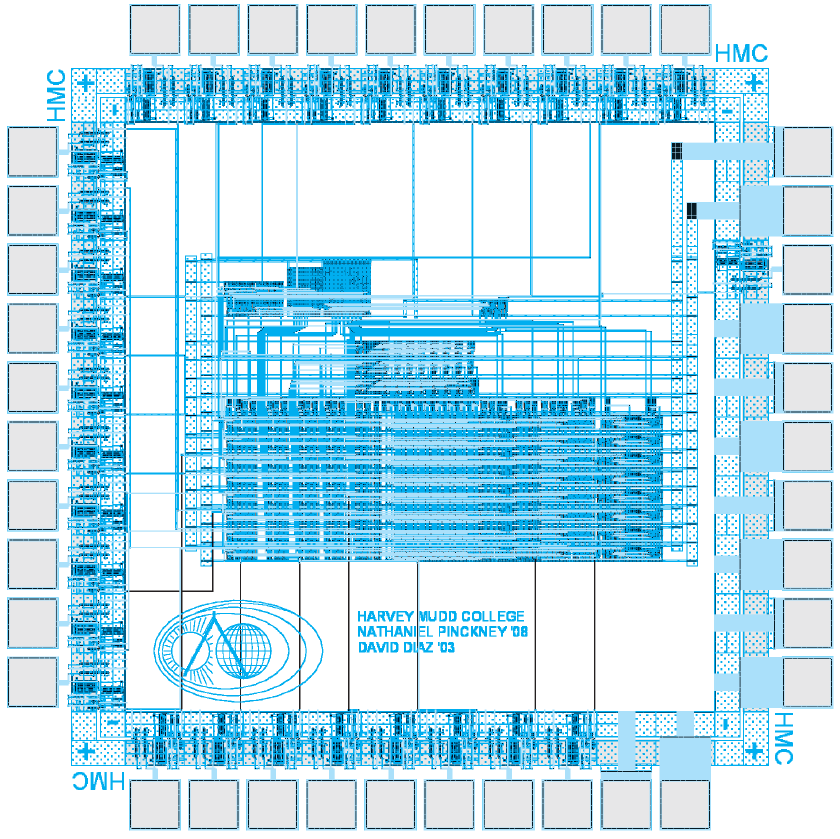 HMC
HMC
+
+
-
-
HARVEY MUDD COLLEGE
NATHANIEL PINCKNEY '08
DAVID DIAZ '03
-
-
+
+
HMC
HMC